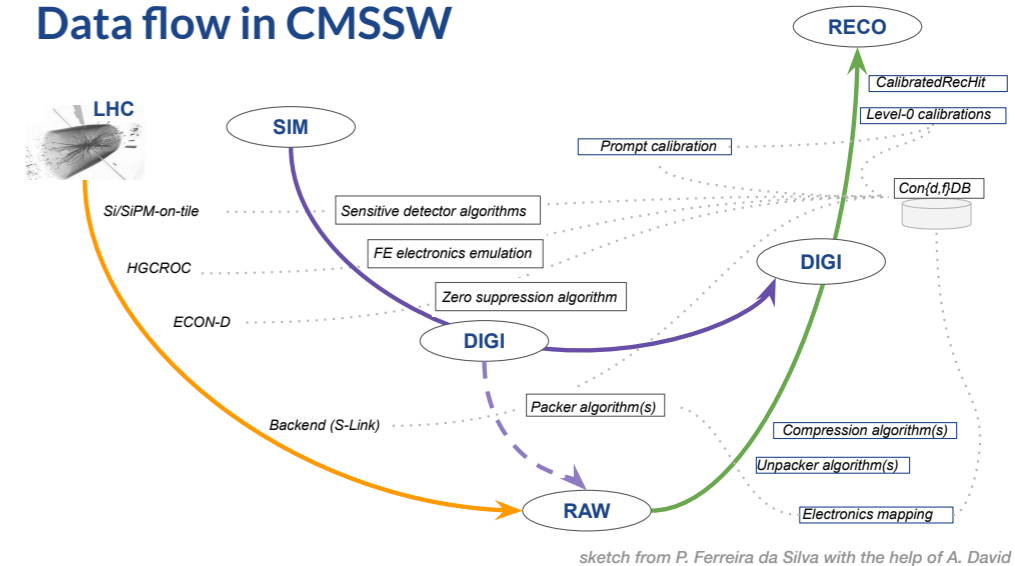 Data flow in CMSSW
RECO
CalibratedRecHit
LHC
Level-0 calibrations
SIM
Prompt calibration
Con{d,f}DB
Si/SiPM-on-tile
Sensitive detector algorithms
FE electronics emulation
HGCROC
DIGI
Zero suppression algorithm
ECON-D
DIGI
Packer algorithm(s)
Backend (S-Link)
Compression algorithm(s)
Unpacker algorithm(s)
RAW
Electronics mapping
sketch from P. Ferreira da Silva with the help of A. David